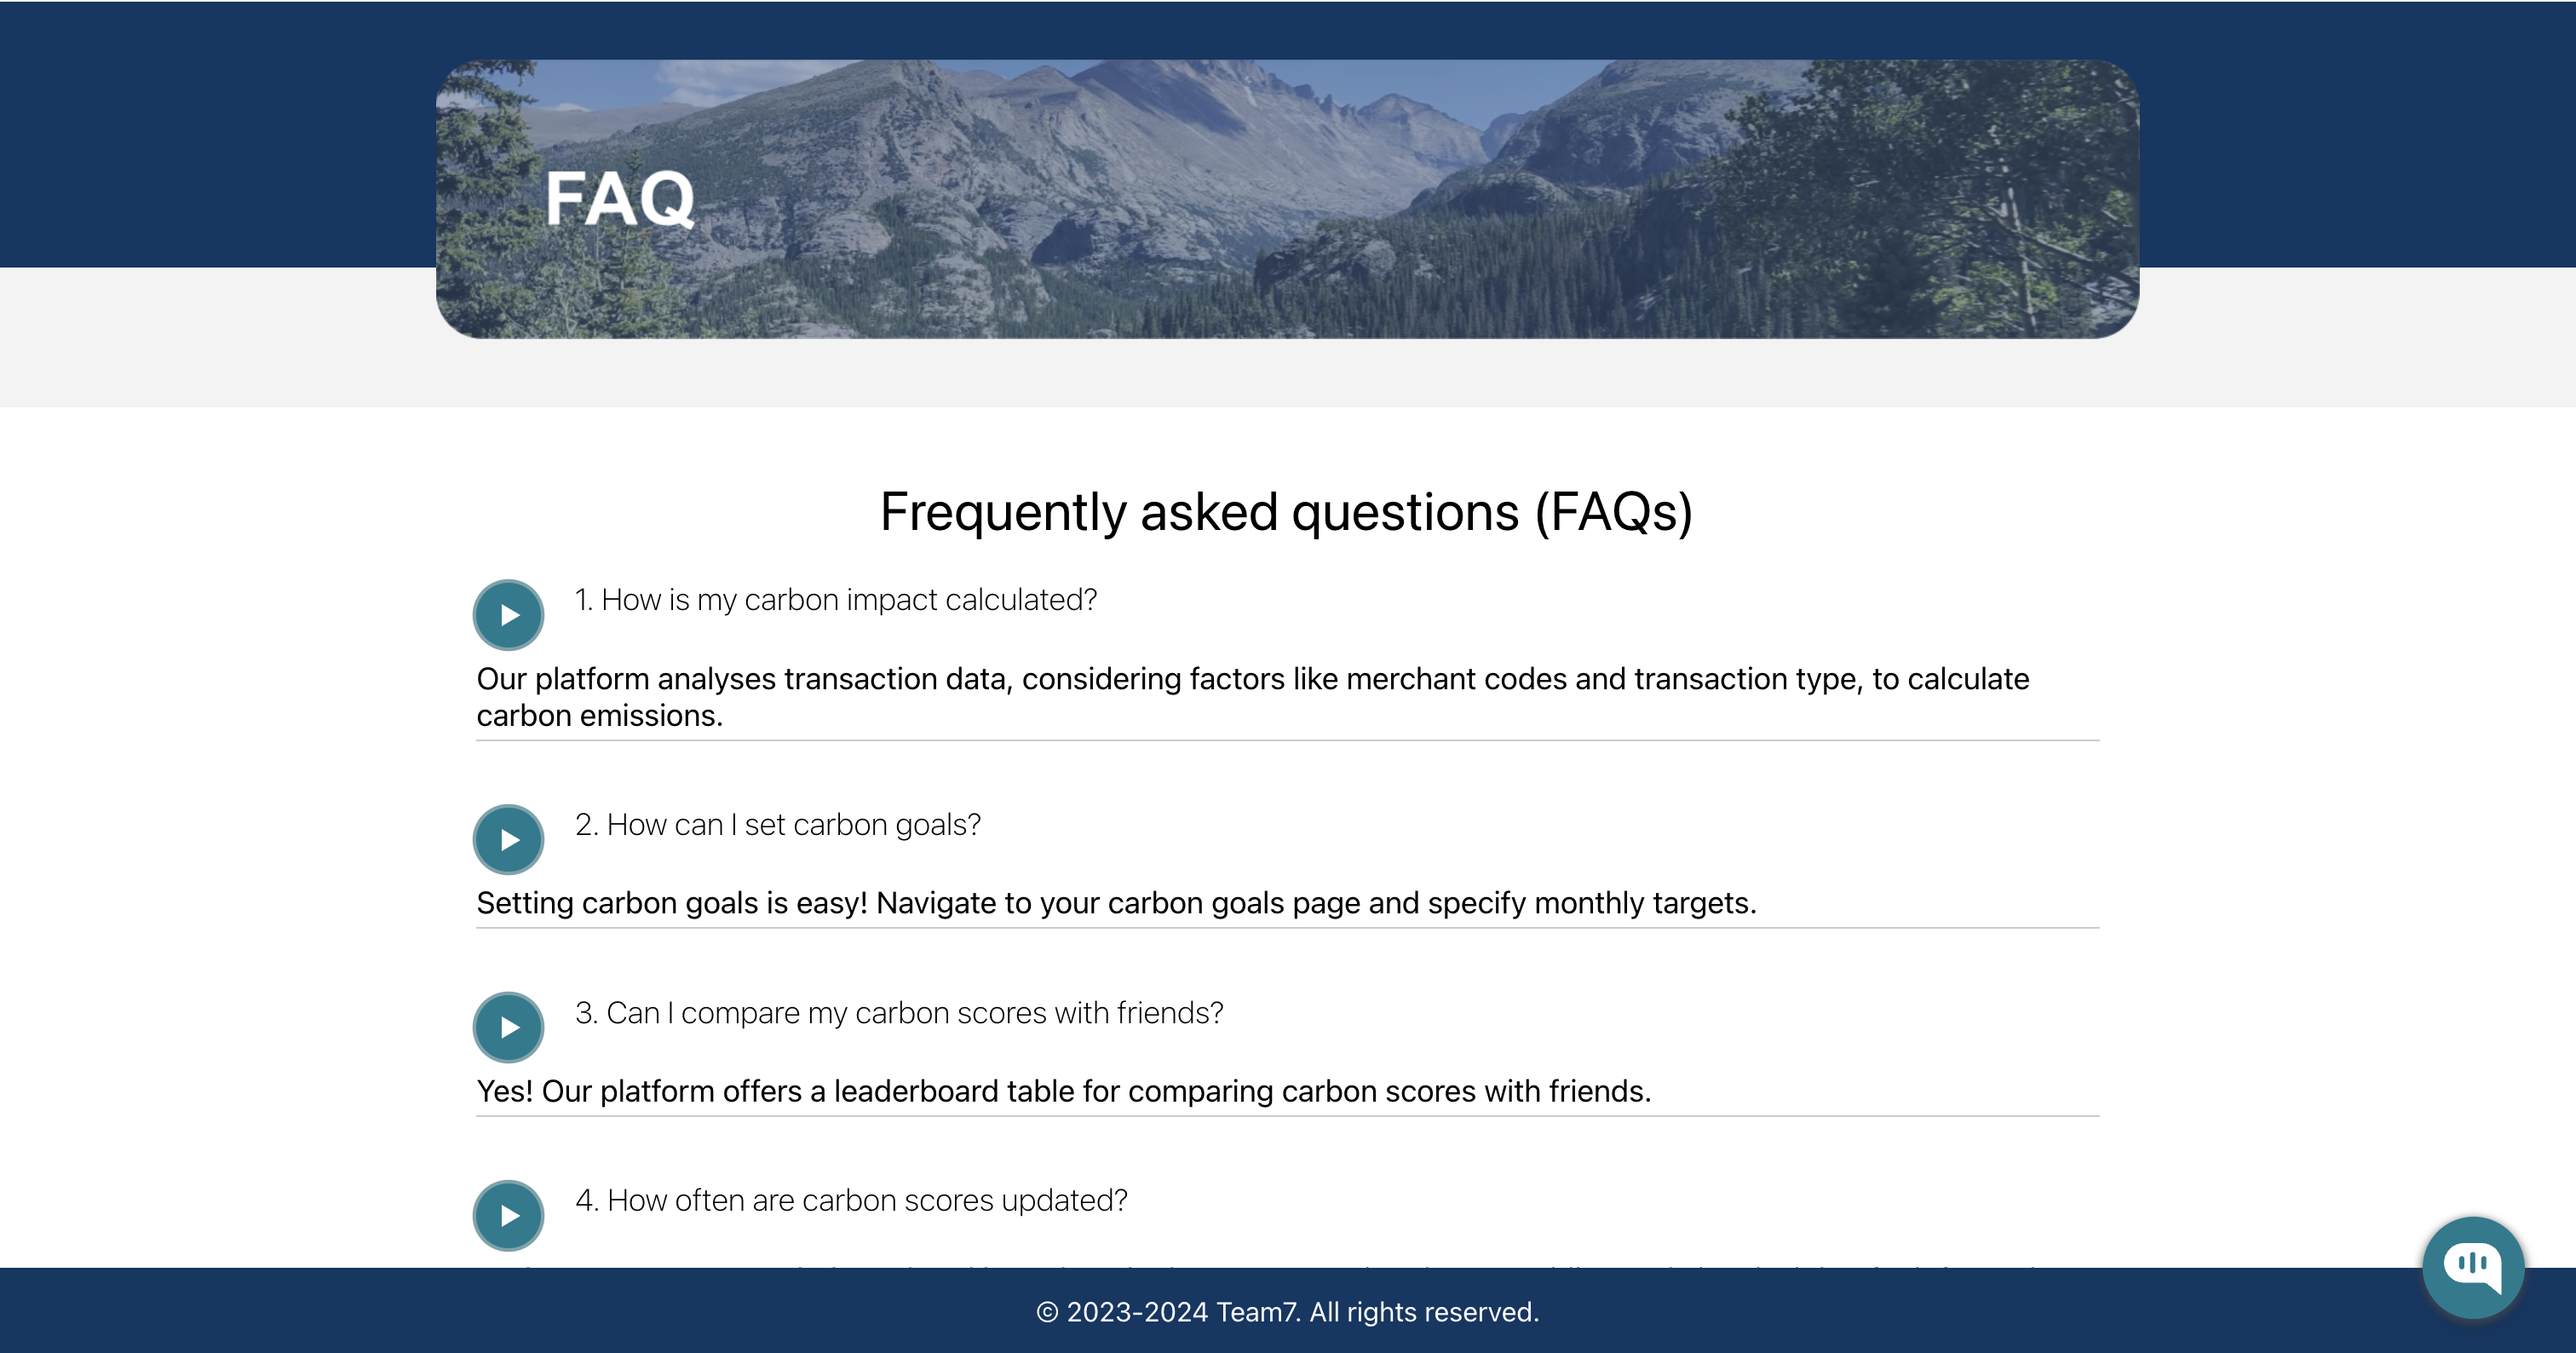 FAQ
Frequently asked questions (FAQs)
1. How is my carbon impact calculated?
Our platform analyses transaction data, considering factors like merchant codes and transaction type, to calculate
carbon emissions.
2. How can I set carbon goals?
Setting carbon goals is easy! Navigate to your carbon goals page and specify monthly targets.
3. Can I compare my carbon scores with friends?
Yes! Our platform offers a leaderboard table for comparing carbon scores with friends.
4. How often are carbon scores updated?
© 2023-2024 Team7. All rights reserved.